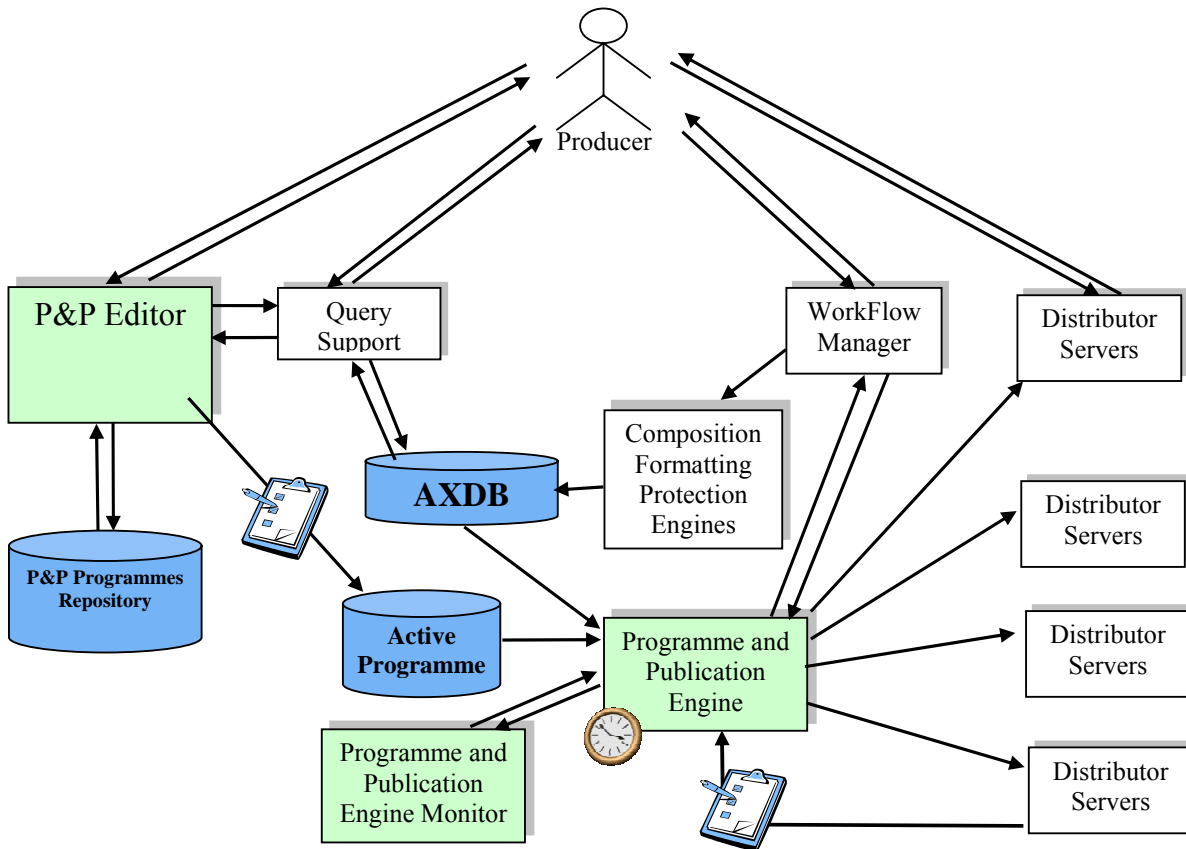 Producer
P&P Editor
Query
Support
WorkFlow
Manager
Distributor
Servers
Composition
Formatting
Protection
Engines
AXDB
Distributor
Servers
P&P Programmes
Repository
Active
Programme
Programme and
Publication
Engine
Distributor
Servers
Programme and
Publication
Engine Monitor
Distributor
Servers